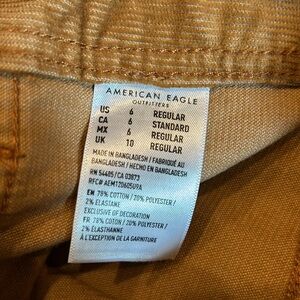 AMERICAN EAGLE
OUTFITTERS
US 6 REGULAR
CA 6 STANDARD
MX 6 REGULAR
UK 10 REGULAR
MADE IN BANGLADESH / FABRIQUÉ AU
BANGLADESH / HECHO EN BANGLADESH
RN 54485/CA 03873
RFC# AEMT20605U9A
EN 78% COTTON / 20% POLYESTER /
2% ELASTANE
EXCLUSIVE OF DECORATION
FR 78% COTON / 20% POLYESTER /
2% ÉLASTHANNE
À L'EXCEPTION DE LA GARNITURE